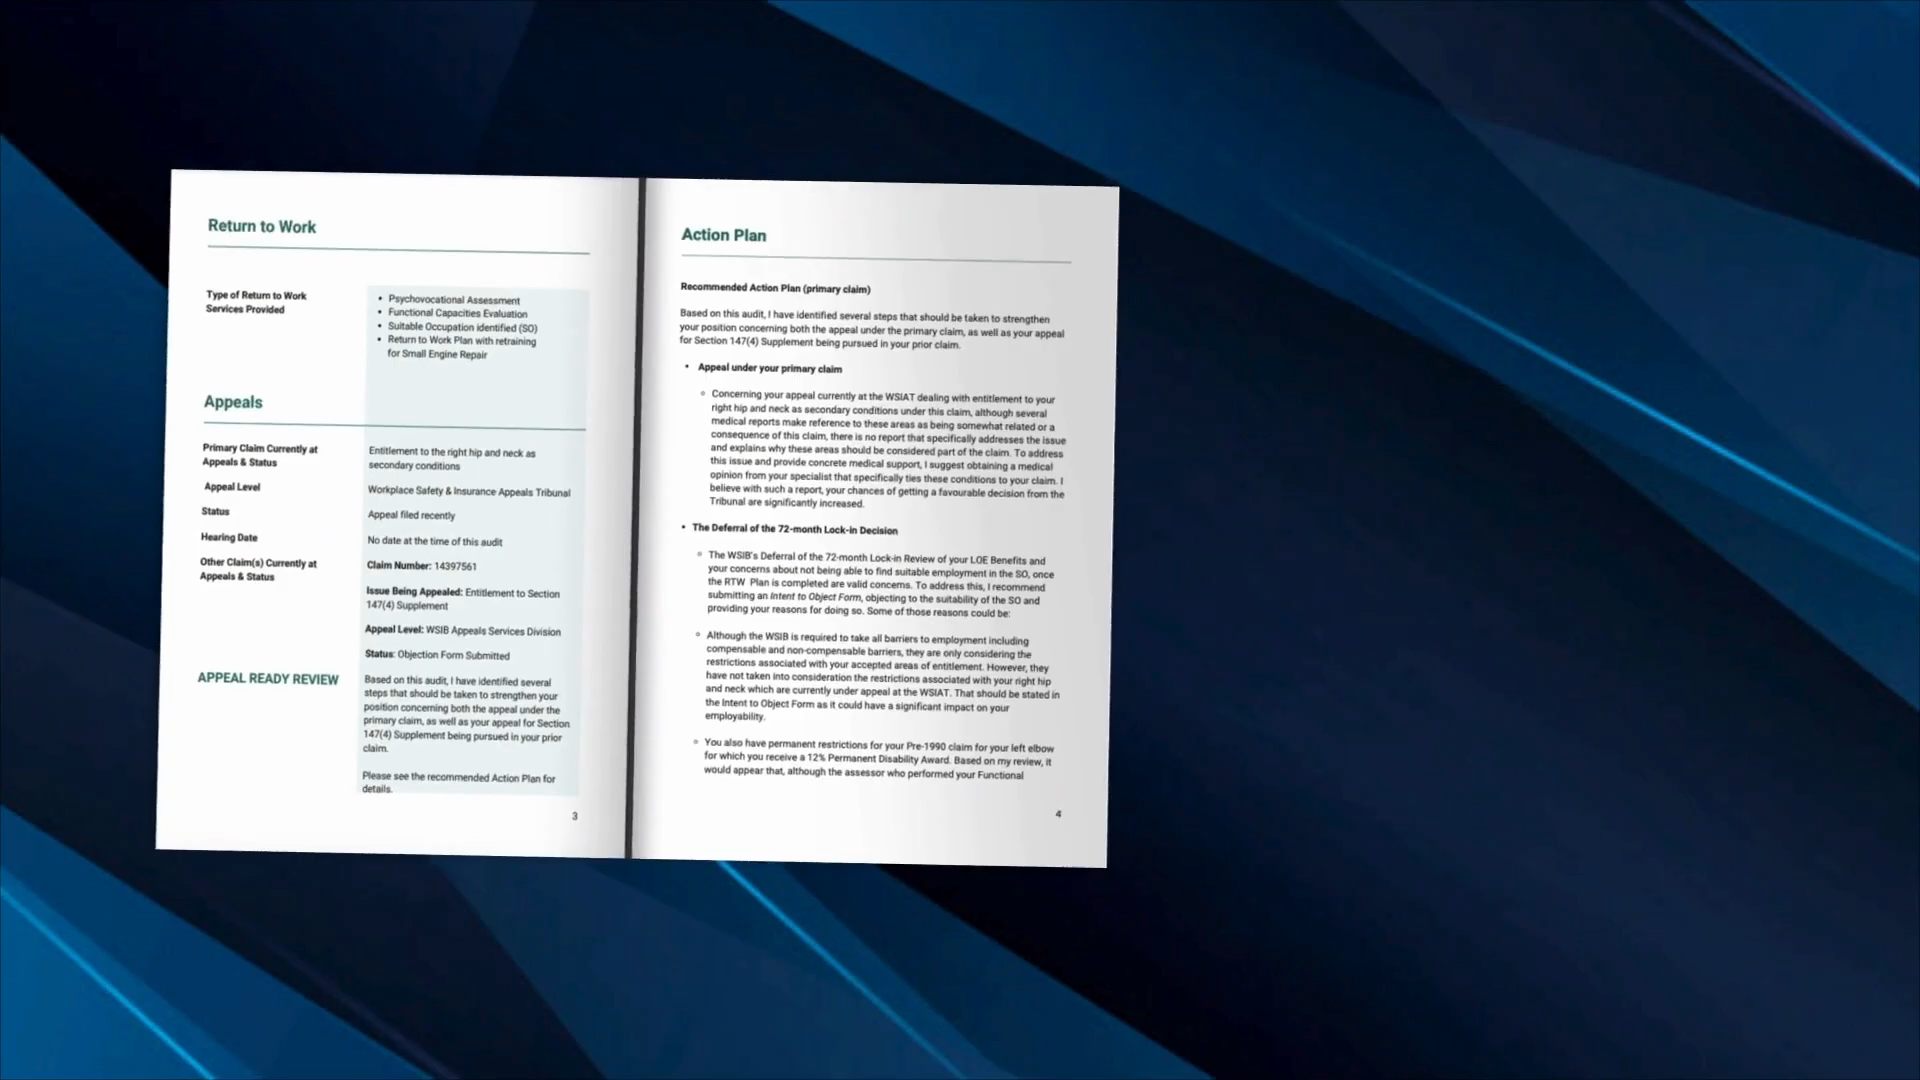 Return to Work
Type of Return to Work
Services Provided
• Psychovocational Assessment
• Functional Capacities Evaluation
• Suitable Occupation identified (SO)
• Return to Work Plan with retraining
for Small Engine Repair
Appeals
Primary Claim Currently at
Appeals & Status
Entitlement to the right hip and neck as
secondary conditions
Appeal Level
Workplace Safety & Insurance Appeals Tribunal
Status
Appeal filed recently
Hearing Date
No date at the time of this audit
Other Claim(s) Currently at
Appeals & Status
Claim Number: 14397561
Issue Being Appealed: Entitlement to Section
147(4) Supplement
Appeal Level: WSIB Appeals Services Division
Status: Objection Form Submitted
APPEAL READY REVIEW
Based on this audit, I have identified several
steps that should be taken to strengthen your
position concerning both the appeal under the
primary claim, as well as your appeal for Section
147(4) Supplement being pursued in your prior
claim.
Please see the recommended Action Plan for
details.
3
Action Plan
Recommended Action Plan (primary claim)
Based on this audit, I have identified several steps that should be taken to strengthen
your position concerning both the appeal under the primary claim, as well as your appeal
for Section 147(4) Supplement being pursued in your prior claim.
• Appeal under your primary claim
○ Concerning your appeal currently at the WSIAT dealing with entitlement to your
right hip and neck as secondary conditions under this claim, although several
medical reports make reference to these areas as being somewhat related or a
consequence of this claim, there is no report that specifically addresses the issue
and explains why these areas should be considered part of the claim. To address
this issue and provide concrete medical support, I suggest obtaining a medical
opinion from your specialist that specifically ties these conditions to your claim. I
believe with such a report, your chances of getting a favourable decision from the
Tribunal are significantly increased.
• The Deferral of the 72-month Lock-in Decision
○ The WSIB's Deferral of the 72-month Lock-in Review of your LOE Benefits and
your concerns about not being able to find suitable employment in the SO, once
the RTW Plan is completed are valid concerns. To address this, I recommend
submitting an Intent to Object Form, objecting to the suitability of the SO and
providing your reasons for doing so. Some of those reasons could be:
○ Although the WSIB is required to take all barriers to employment including
compensable and non-compensable barriers, they are only considering the
restrictions associated with your accepted areas of entitlement. However, they
have not taken into consideration the restrictions associated with your right hip
and neck which are currently under appeal at the WSIAT. That should be stated in
the Intent to Object Form as it could have a significant impact on your
employability.
○ You also have permanent restrictions for your Pre-1990 claim for your left elbow
for which you receive a 12% Permanent Disability Award. Based on my review, it
would appear that, although the assessor who performed your Functional
4